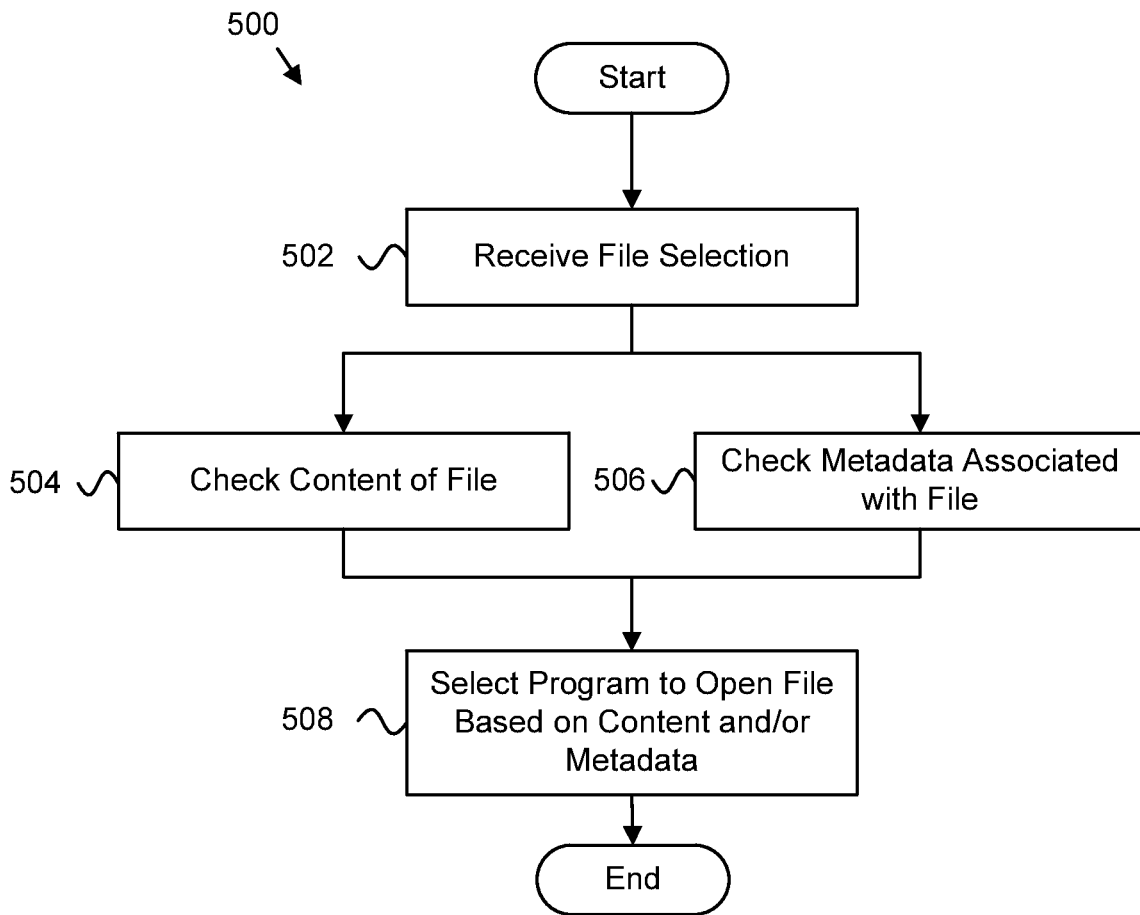 500
Start
502
Receive File Selection
504
Check Content of File
506
Check Metadata Associated
with File
508
Select Program to Open File
Based on Content and/or
Metadata
End